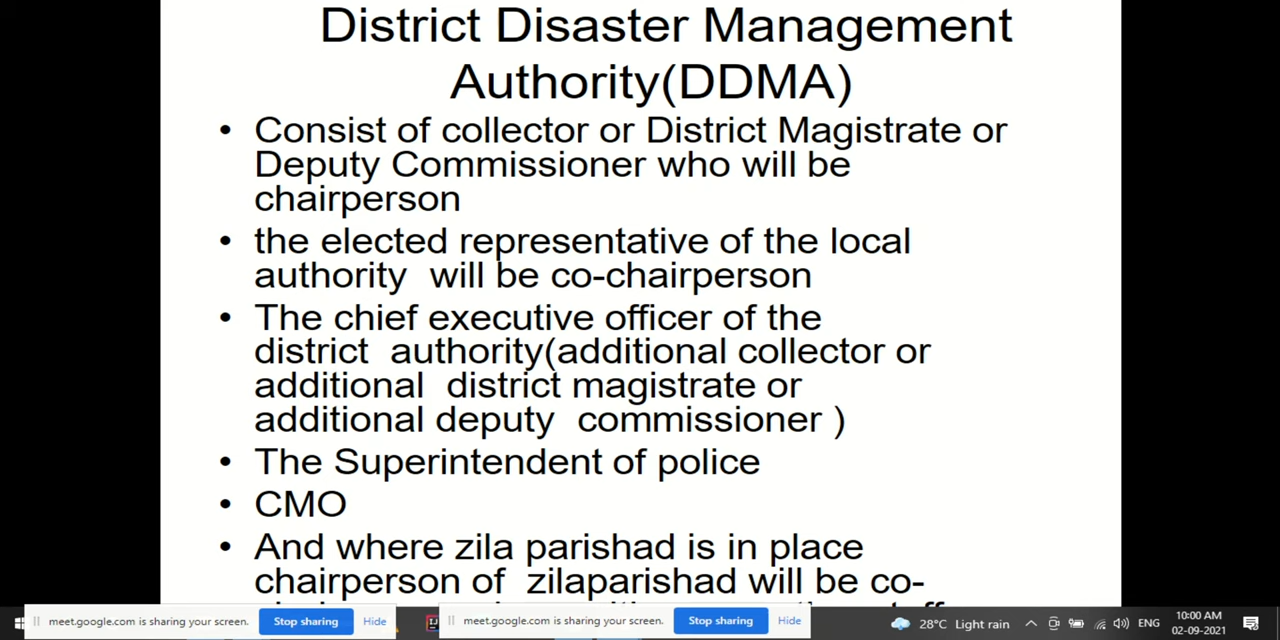 District Disaster Management
Authority(DDMA)
• Consist of collector or District Magistrate or
Deputy Commissioner who will be
chairperson
• the elected representative of the local
authority will be co-chairperson
• The chief executive officer of the
district authority(additional collector or
additional district magistrate or
additional deputy commissioner )
• The Superintendent of police
• CMO
• And where zila parishad is in place
chairperson of zilaparishad will be co-
meet.google.com is sharing your screen. Stop sharing Hide
meet.google.com is sharing your screen. Stop sharing Hide
28°C Light rain
ENG
10:00 AM
02-09-2021